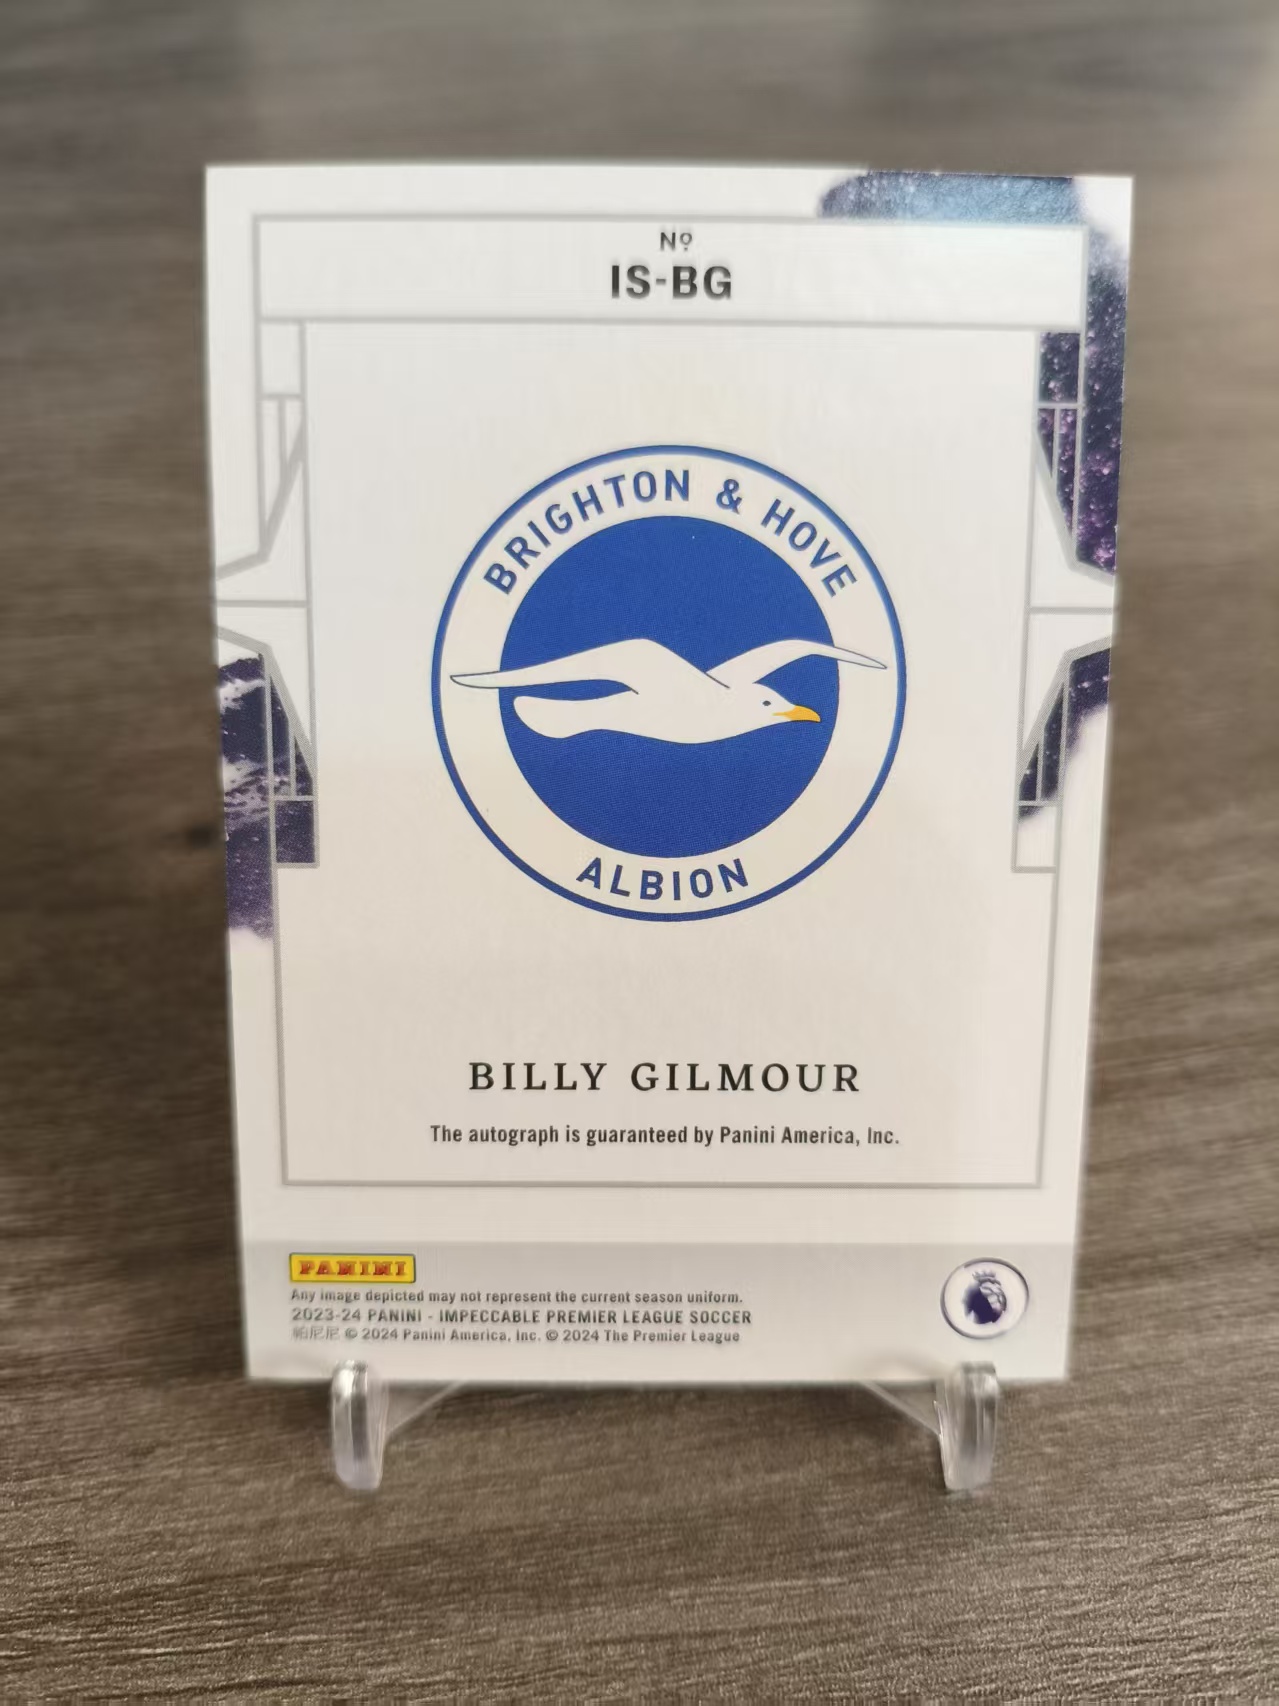 Nº
IS-BG
BRIGHTON & HOVE
ALBION
BILLY GILMOUR
The autograph is guaranteed by Panini America, Inc.
PANINI
Any image depicted may not represent the current season uniform.
2023-24 PANINI - IMPECCABLE PREMIER LEAGUE SOCCER
帕尼尼 © 2024 Panini America, Inc. © 2024 The Premier League